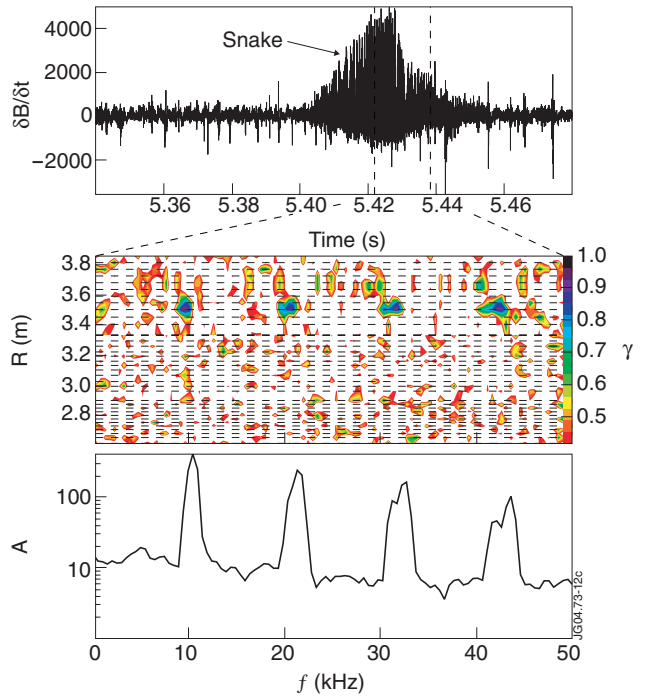 4000
2000
0
−2000
δB/δt
Snake
5.36 5.38 5.40 5.42 5.44 5.46
Time (s)
3.8
3.6
3.4
3.2
3.0
2.8
R (m)
1.0
0.9
0.8
0.7
0.6
0.5
γ
100
10
A
0 10 20 30 40 50
f (kHz)
JG04.73-12c